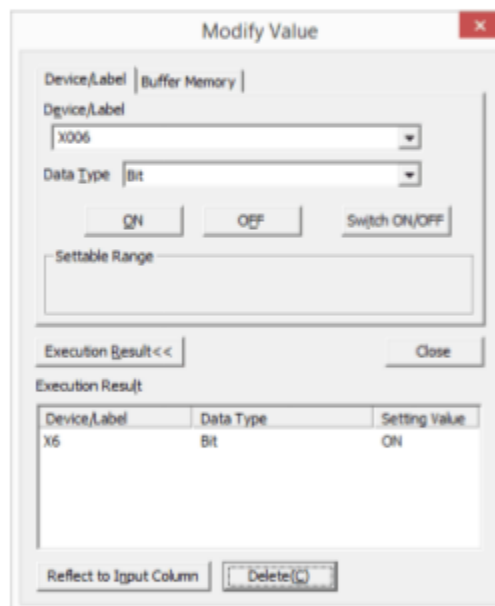 Modify Value
Device/Label Buffer Memory
Device/Label
X006
Data Type Bit
ON OFF Switch ON/OFF
Settable Range
Execution Result<< Close
Execution Result
Device/Label Data Type Setting Value
X6 Bit ON
Reflect to Input Column Delete(C)